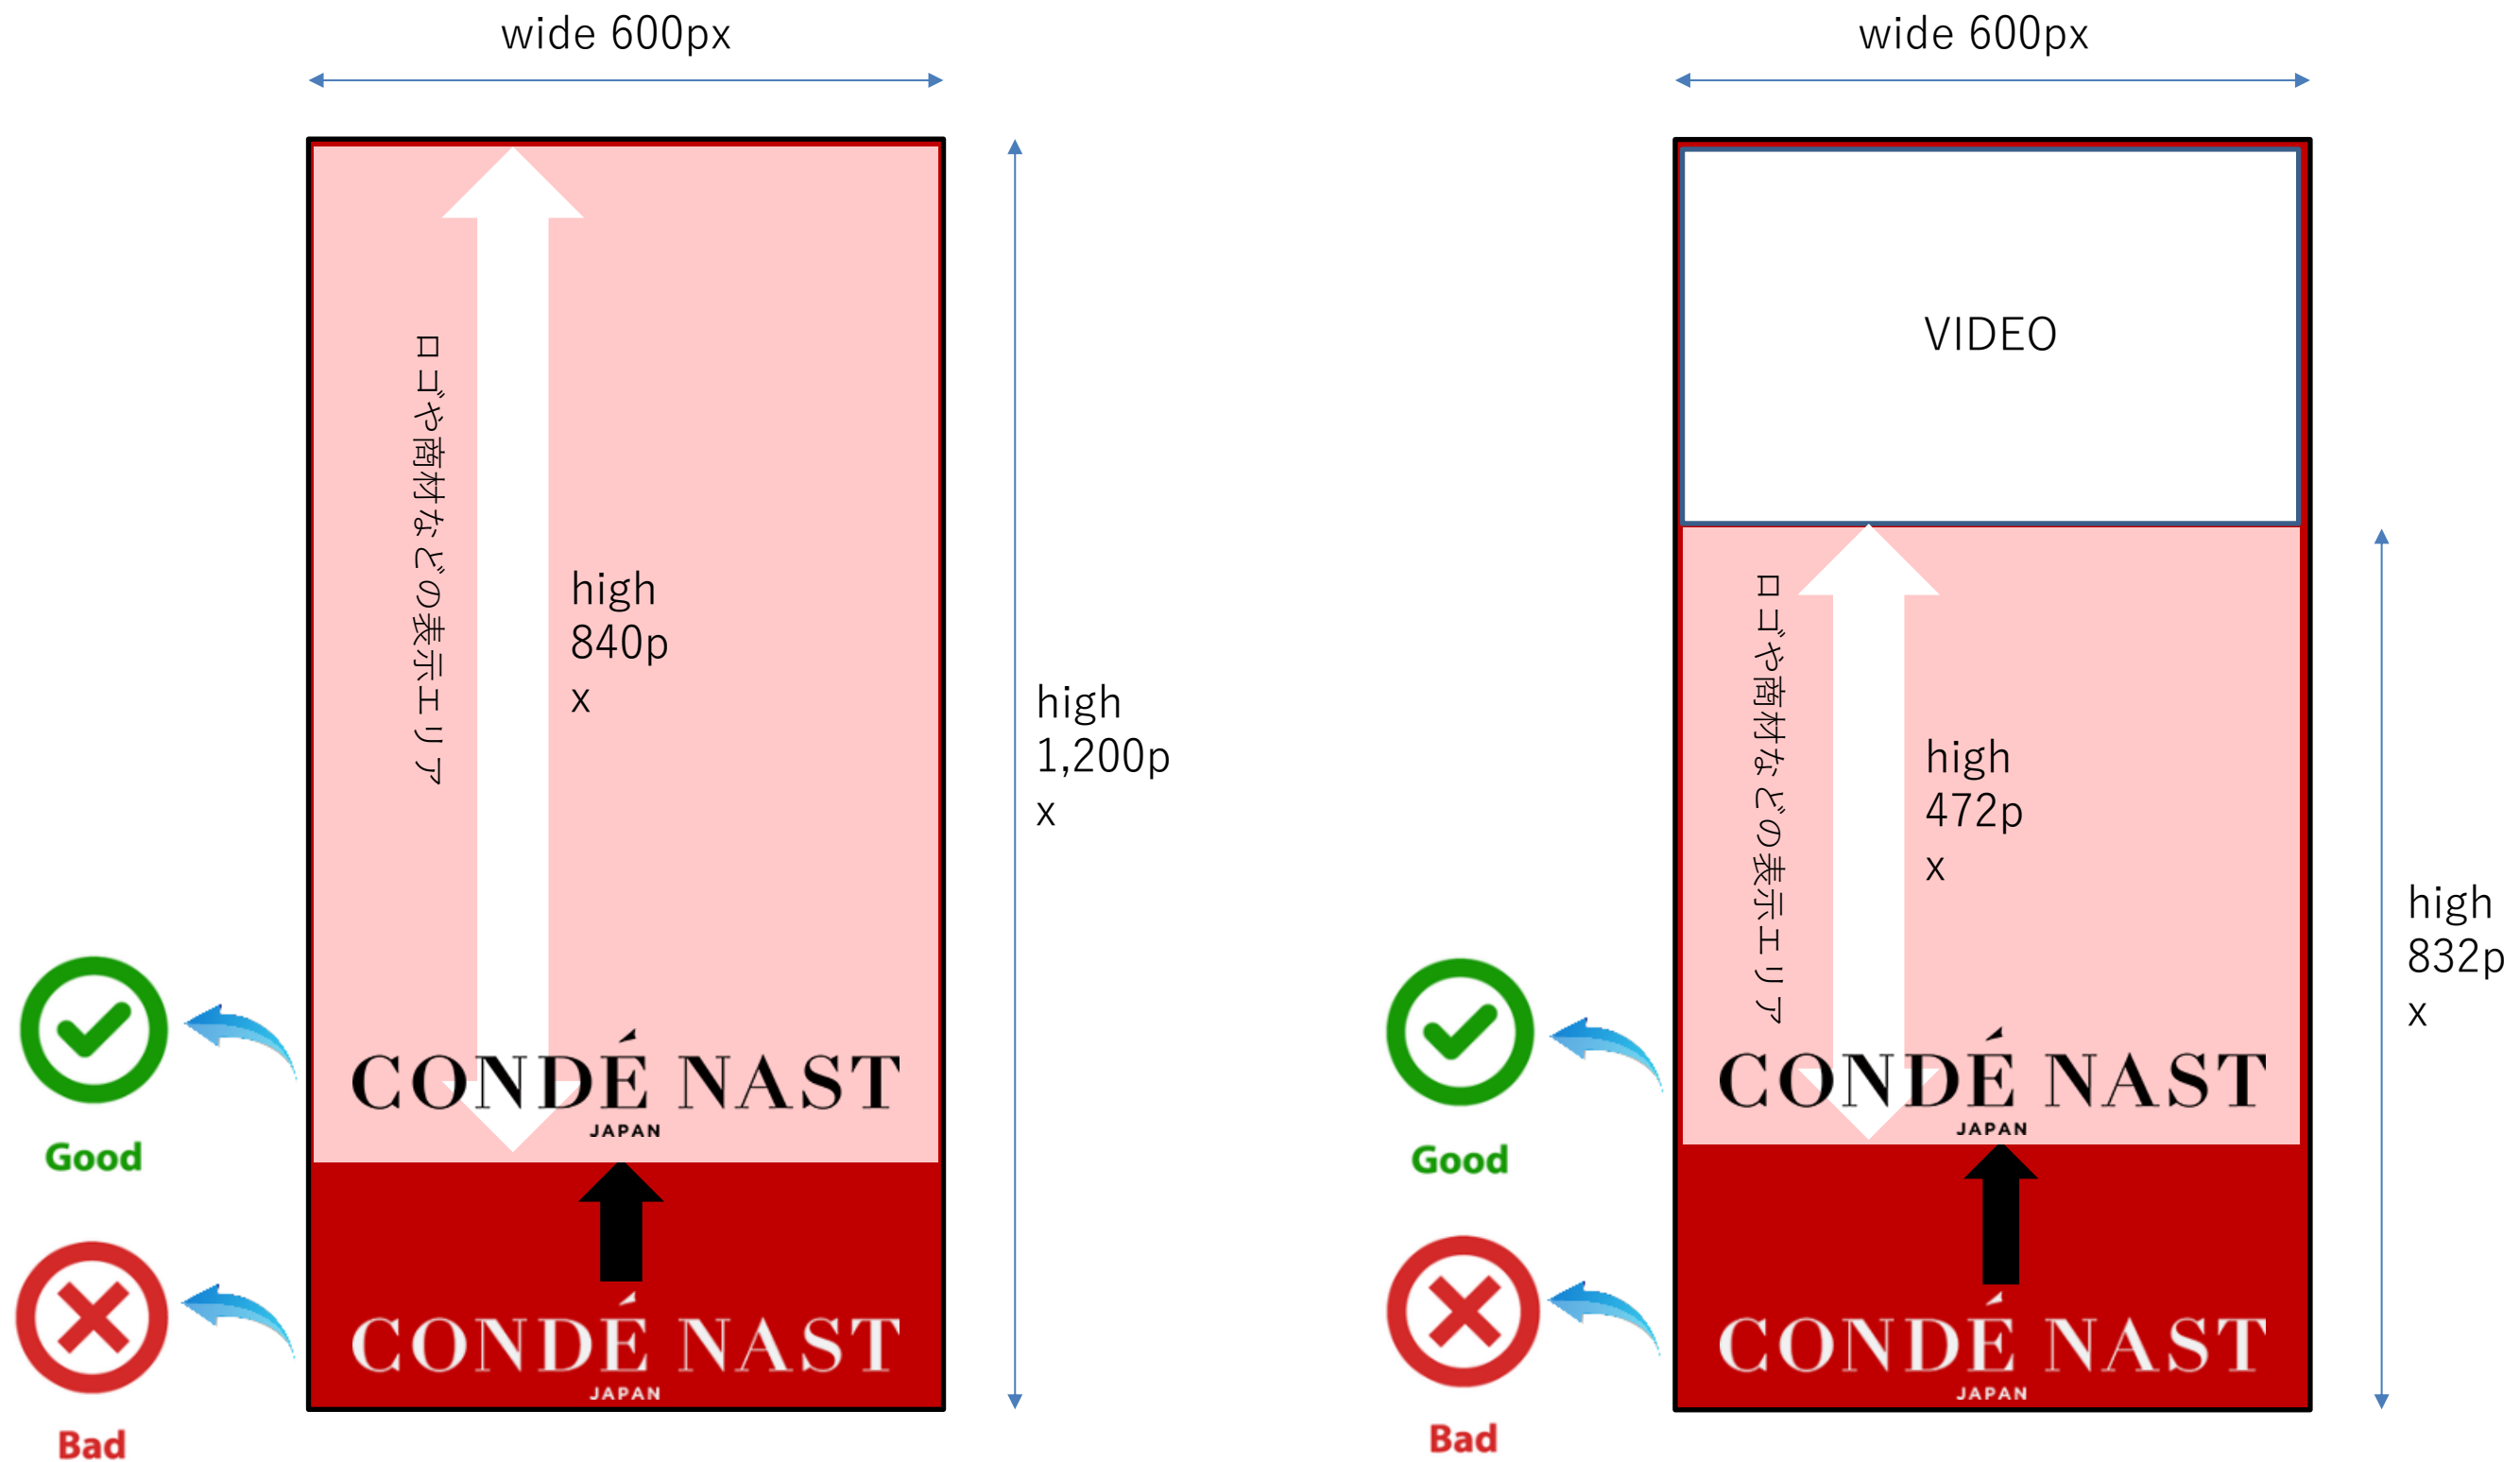 wide 600px
ロゴや商材などの表示エリア
high
840p
x
high
1,200p
x
CONDÉ NAST
JAPAN
Good
CONDÉ NAST
JAPAN
Bad
wide 600px
VIDEO
ロゴや商材などの表示エリア
high
472p
x
high
832p
x
CONDÉ NAST
JAPAN
Good
CONDÉ NAST
JAPAN
Bad